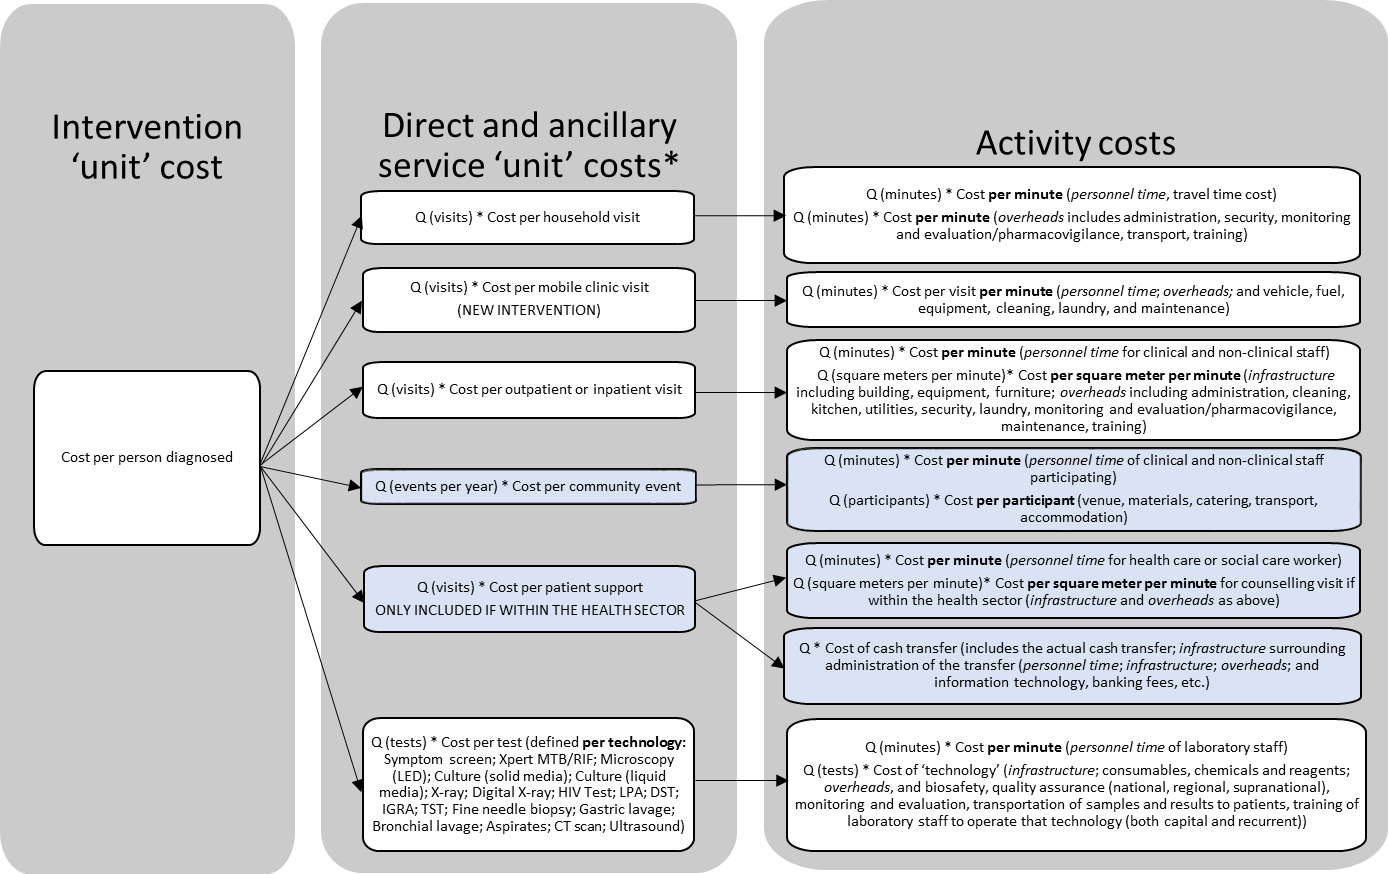 Intervention
‘unit’ cost
Cost per person diagnosed
Direct and ancillary
service ‘unit’ costs*
Q (visits) * Cost per household visit
Q (visits) * Cost per mobile clinic visit
(NEW INTERVENTION)
Q (visits) * Cost per outpatient or inpatient visit
Q (events per year) * Cost per community event
Q (visits) * Cost per patient support
ONLY INCLUDED IF WITHIN THE HEALTH SECTOR
Q (tests) * Cost per test (defined per technology:
Symptom screen; Xpert MTB/RIF; Microscopy
(LED); Culture (solid media); Culture (liquid
media); X-ray; Digital X-ray; HIV Test; LPA; DST;
IGRA; TST; Fine needle biopsy; Gastric lavage;
Bronchial lavage; Aspirates; CT scan; Ultrasound)
Activity costs
Q (minutes) * Cost per minute (personnel time, travel time cost)
Q (minutes) * Cost per minute (overheads includes administration, security, monitoring
and evaluation/pharmacovigilance, transport, training)
Q (minutes) * Cost per visit per minute (personnel time; overheads; and vehicle, fuel,
equipment, cleaning, laundry, and maintenance)
Q (minutes) * Cost per minute (personnel time for clinical and non-clinical staff)
Q (square meters per minute)* Cost per square meter per minute (infrastructure
including building, equipment, furniture; overheads including administration, cleaning,
kitchen, utilities, security, laundry, monitoring and evaluation/pharmacovigilance,
maintenance, training)
Q (minutes) * Cost per minute (personnel time of clinical and non-clinical staff
participating)
Q (participants) * Cost per participant (venue, materials, catering, transport,
accommodation)
Q (minutes) * Cost per minute (personnel time for health care or social care worker)
Q (square meters per minute)* Cost per square meter per minute for counselling visit if
within the health sector (infrastructure and overheads as above)
Q * Cost of cash transfer (includes the actual cash transfer; infrastructure surrounding
administration of the transfer (personnel time; infrastructure; overheads; and
information technology, banking fees, etc.)
Q (minutes) * Cost per minute (personnel time of laboratory staff)
Q (tests) * Cost of ‘technology’ (infrastructure; consumables, chemicals and reagents;
overheads, and biosafety, quality assurance (national, regional, supranational),
monitoring and evaluation, transportation of samples and results to patients, training of
laboratory staff to operate that technology (both capital and recurrent))